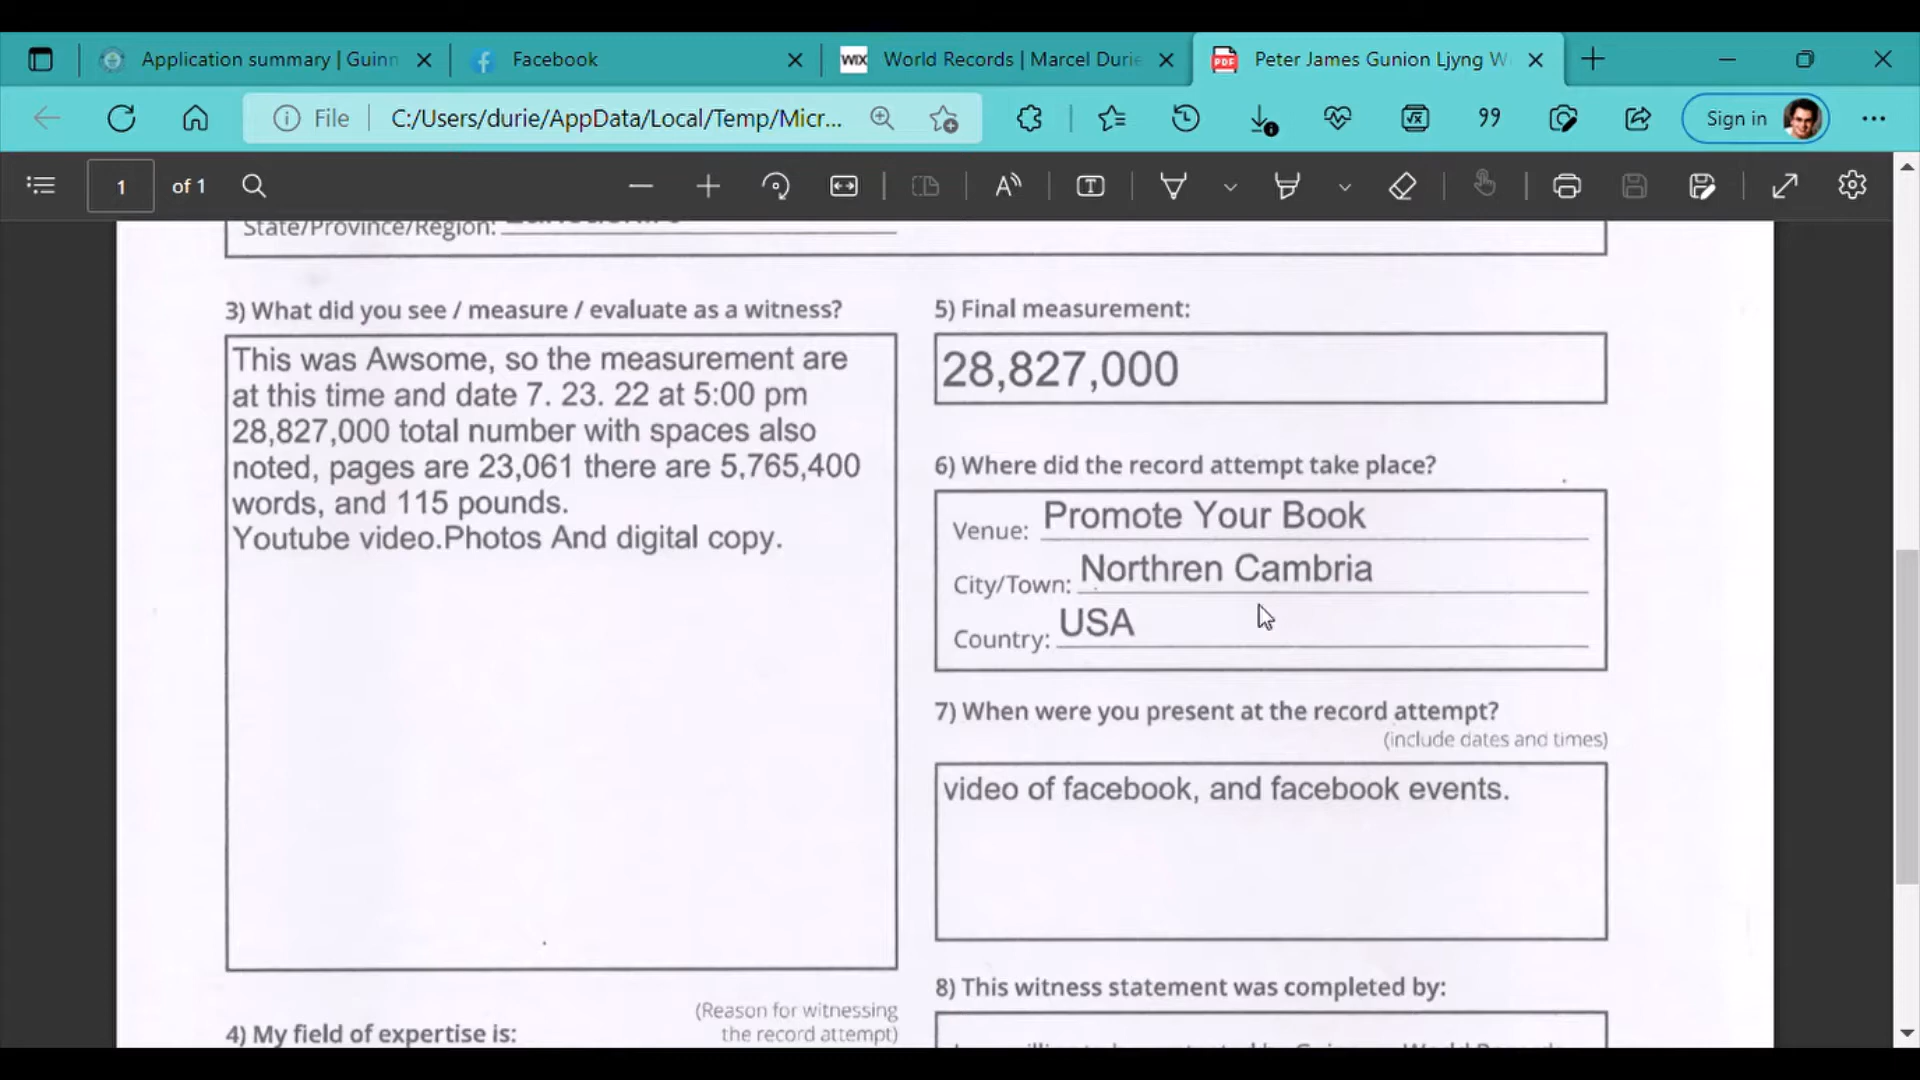 Application summary | Guinn
Facebook
WIX World Records | Marcel Durie
PDF Peter James Gunion Ljyng W
File C:/Users/durie/AppData/Local/Temp/Micr...
Sign in
1 of 1
State/Province/Region:
3) What did you see / measure / evaluate as a witness?
This was Awsome, so the measurement are
at this time and date 7. 23. 22 at 5:00 pm
28,827,000 total number with spaces also
noted, pages are 23,061 there are 5,765,400
words, and 115 pounds.
Youtube video.Photos And digital copy.
(Reason for witnessing
the record attempt)
4) My field of expertise is:
5) Final measurement:
28,827,000
6) Where did the record attempt take place?
Venue: Promote Your Book
City/Town: Northren Cambria
Country: USA
7) When were you present at the record attempt?
(include dates and times)
video of facebook, and facebook events.
8) This witness statement was completed by: